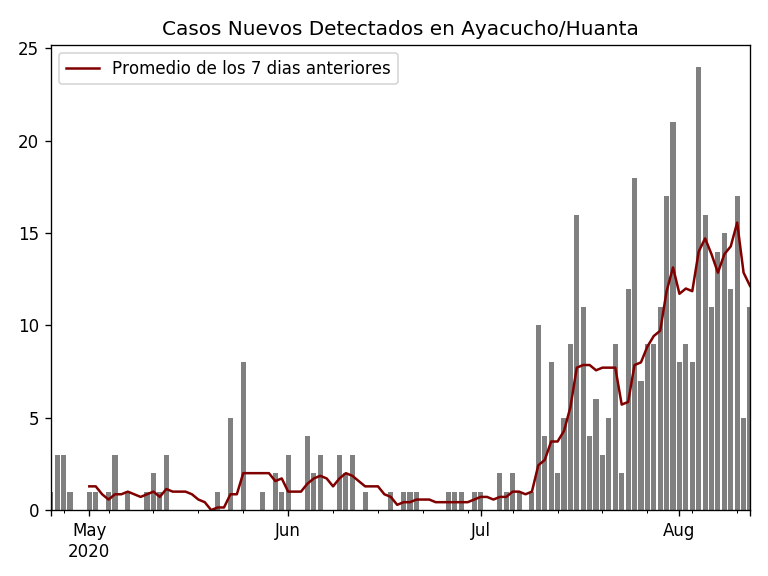 Casos Nuevos Detectados en Ayacucho/Huanta
Promedio de los 7 dias anteriores
25
20
15
10
5
0
May
2020
Jun
Jul
Aug